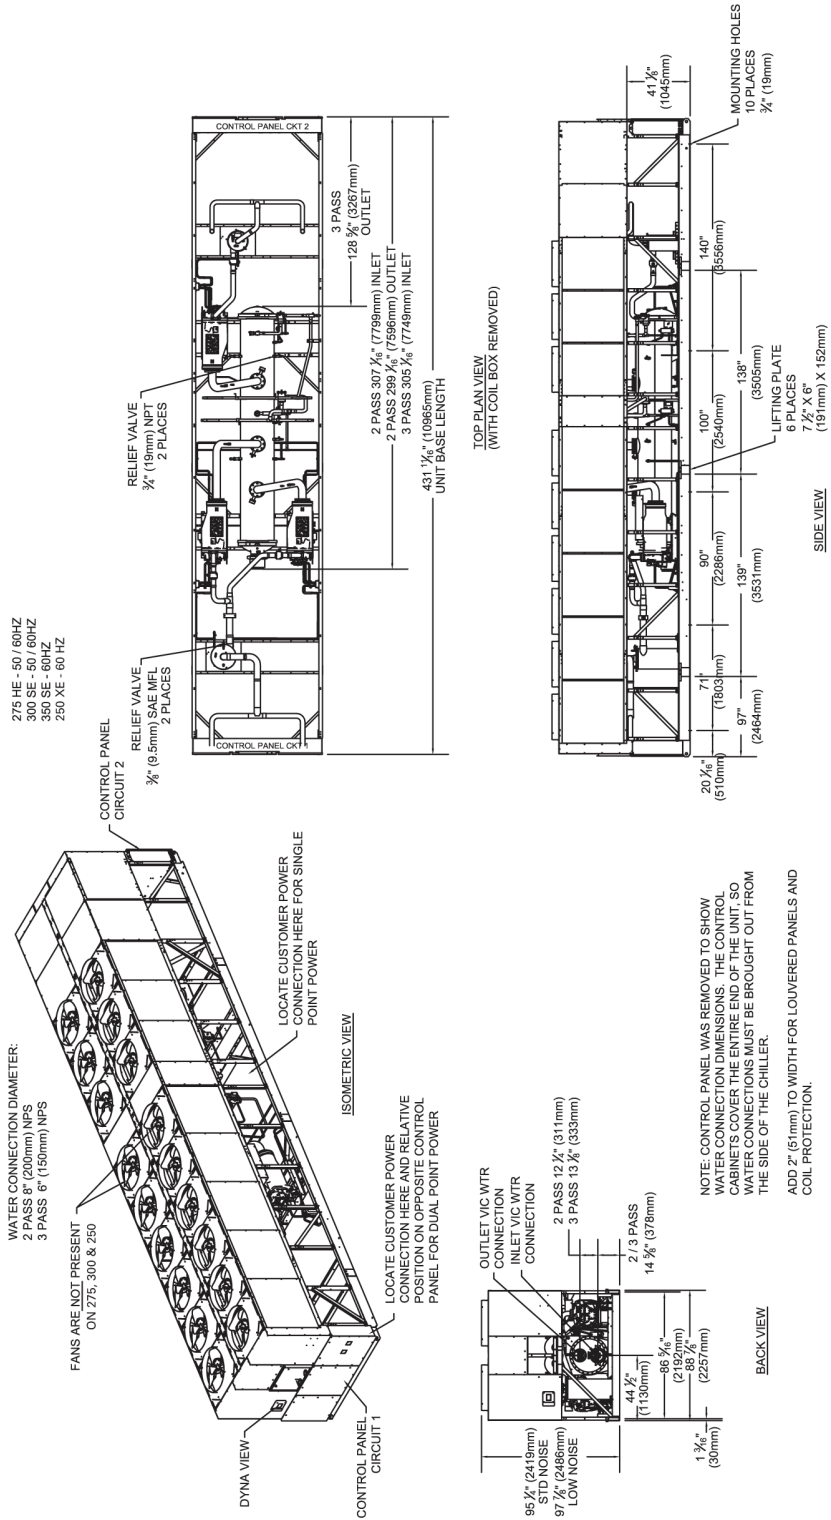 WATER CONNECTION DIAMETER:
2 PASS 8" (200mm) NPS
3 PASS 6" (150mm) NPS
275 HE - 50 / 60HZ
300 SE - 50 / 60HZ
350 SE - 60HZ
250 XE - 60 HZ
FANS ARE NOT PRESENT
ON 275, 300 & 250
DYNA VIEW
CONTROL PANEL
CIRCUIT 1
LOCATE CUSTOMER POWER
CONNECTION HERE AND RELATIVE
POSITION ON OPPOSITE CONTROL
PANEL FOR DUAL POINT POWER
LOCATE CUSTOMER POWER
CONNECTION HERE FOR SINGLE
POINT POWER
CONTROL PANEL
CIRCUIT 2
ISOMETRIC VIEW
RELIEF VALVE
⅜" (9.5mm) SAE MFL
2 PLACES
RELIEF VALVE
¾" (19mm) NPT
2 PLACES
CONTROL PANEL CKT 1
CONTROL PANEL CKT 2
3 PASS
128 ⅝" (3267mm)
OUTLET
2 PASS 307 1⁄16" (7799mm) INLET
2 PASS 299 1⁄16" (7596mm) OUTLET
3 PASS 305 1⁄16" (7749mm) INLET
431 11⁄16" (10965mm)
UNIT BASE LENGTH
TOP PLAN VIEW
(WITH COIL BOX REMOVED)
95 ¼" (2419mm)
STD NOISE
97 ⅞" (2486mm)
LOW NOISE
OUTLET VIC WTR
CONNECTION
INLET VIC WTR
CONNECTION
2 PASS 12 ¼" (311mm)
3 PASS 13 ⅛" (333mm)
2 / 3 PASS
14 ⅞" (378mm)
44 ½"
(1130mm)
86 5⁄16"
(2192mm)
88 ⅞"
(2257mm)
1 3⁄16"
(30mm)
BACK VIEW
NOTE: CONTROL PANEL WAS REMOVED TO SHOW
WATER CONNECTION DIMENSIONS. THE CONTROL
CABINETS COVER THE ENTIRE END OF THE UNIT, SO
WATER CONNECTIONS MUST BE BROUGHT OUT FROM
THE SIDE OF THE CHILLER.
ADD 2" (51mm) TO WIDTH FOR LOUVERED PANELS AND
COIL PROTECTION.
41 ⅛"
(1045mm)
20 1⁄16"
(510mm)
71"
(1803mm)
90"
(2286mm)
100"
(2540mm)
140"
(3556mm)
97"
(2464mm)
139"
(3531mm)
138"
(3505mm)
MOUNTING HOLES
10 PLACES
¾" (19mm)
LIFTING PLATE
6 PLACES
7 ½" X 6"
(191mm) X 152mm)
SIDE VIEW